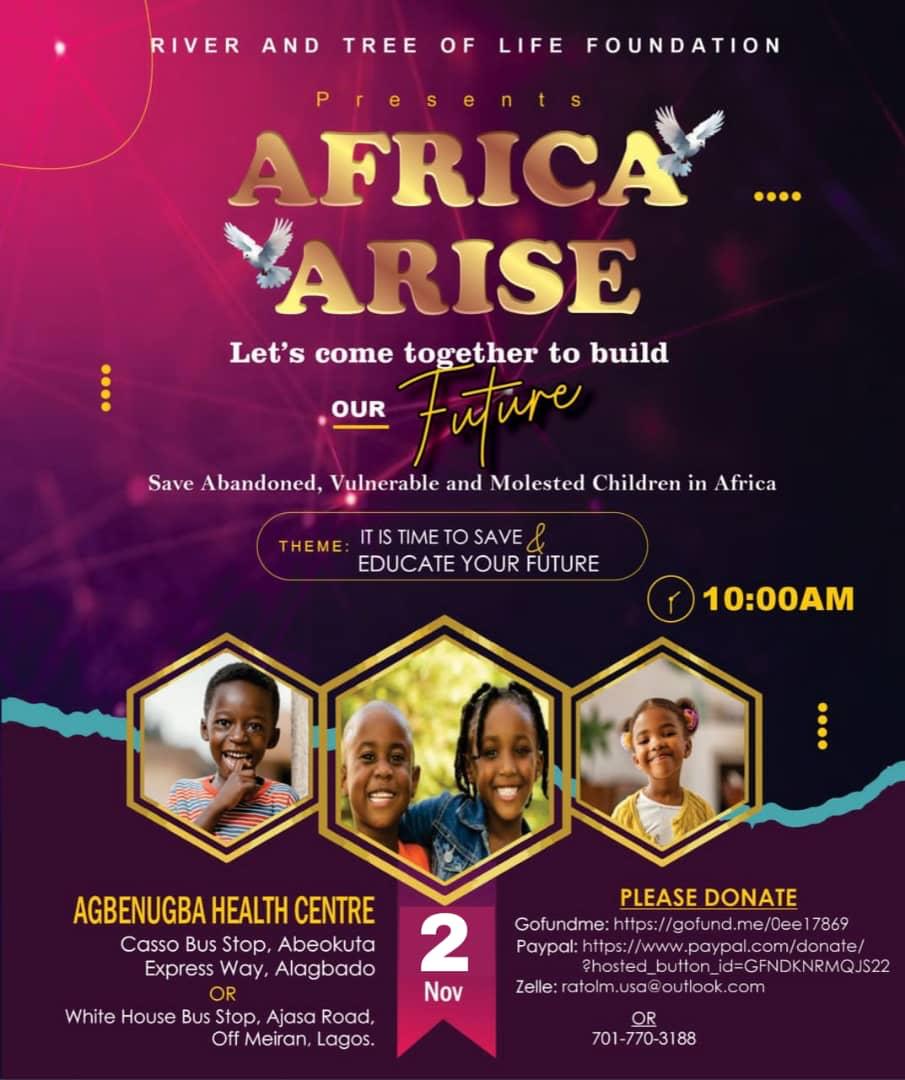 RIVER AND TREE OF LIFE FOUNDATION
Presents
AFRICA
ARISE
Let's come together to build
OUR Future
Save Abandoned, Vulnerable and Molested Children in Africa
THEME: IT IS TIME TO SAVE &
EDUCATE YOUR FUTURE
10:00AM
AGBENUGBA HEALTH CENTRE
Casso Bus Stop, Abeokuta
Express Way, Alagbado
OR
White House Bus Stop, Ajasa Road,
Off Meiran, Lagos.
2
Nov
PLEASE DONATE
Gofundme: https://gofund.me/0ee17869
Paypal: https://www.paypal.com/donate/
?hosted_button_id=GFNDKNRMQJS22
Zelle: ratolm.usa@outlook.com
OR
701-770-3188